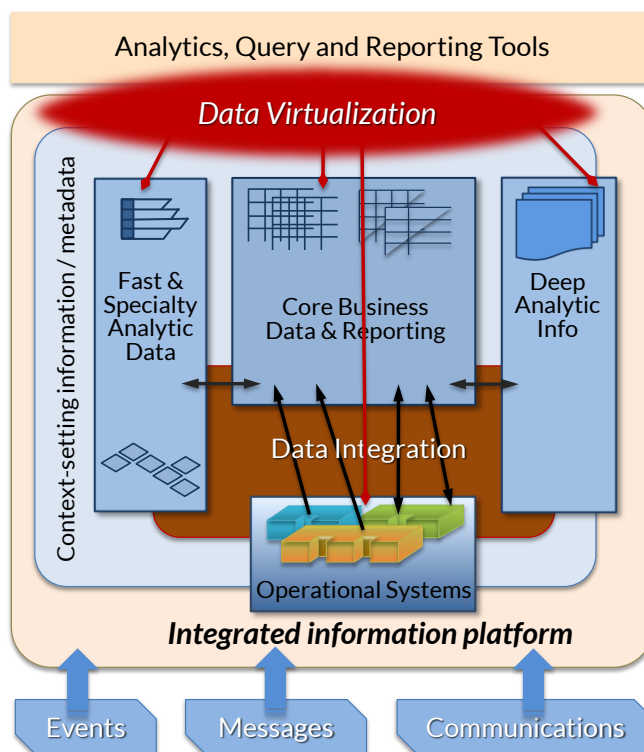 Analytics, Query and Reporting Tools
Data Virtualization
Context-setting information / metadata
Fast &
Specialty
Analytic
Data
Core Business
Data & Reporting
Deep
Analytic
Info
Data Integration
Operational Systems
Integrated information platform
Events
Messages
Communications